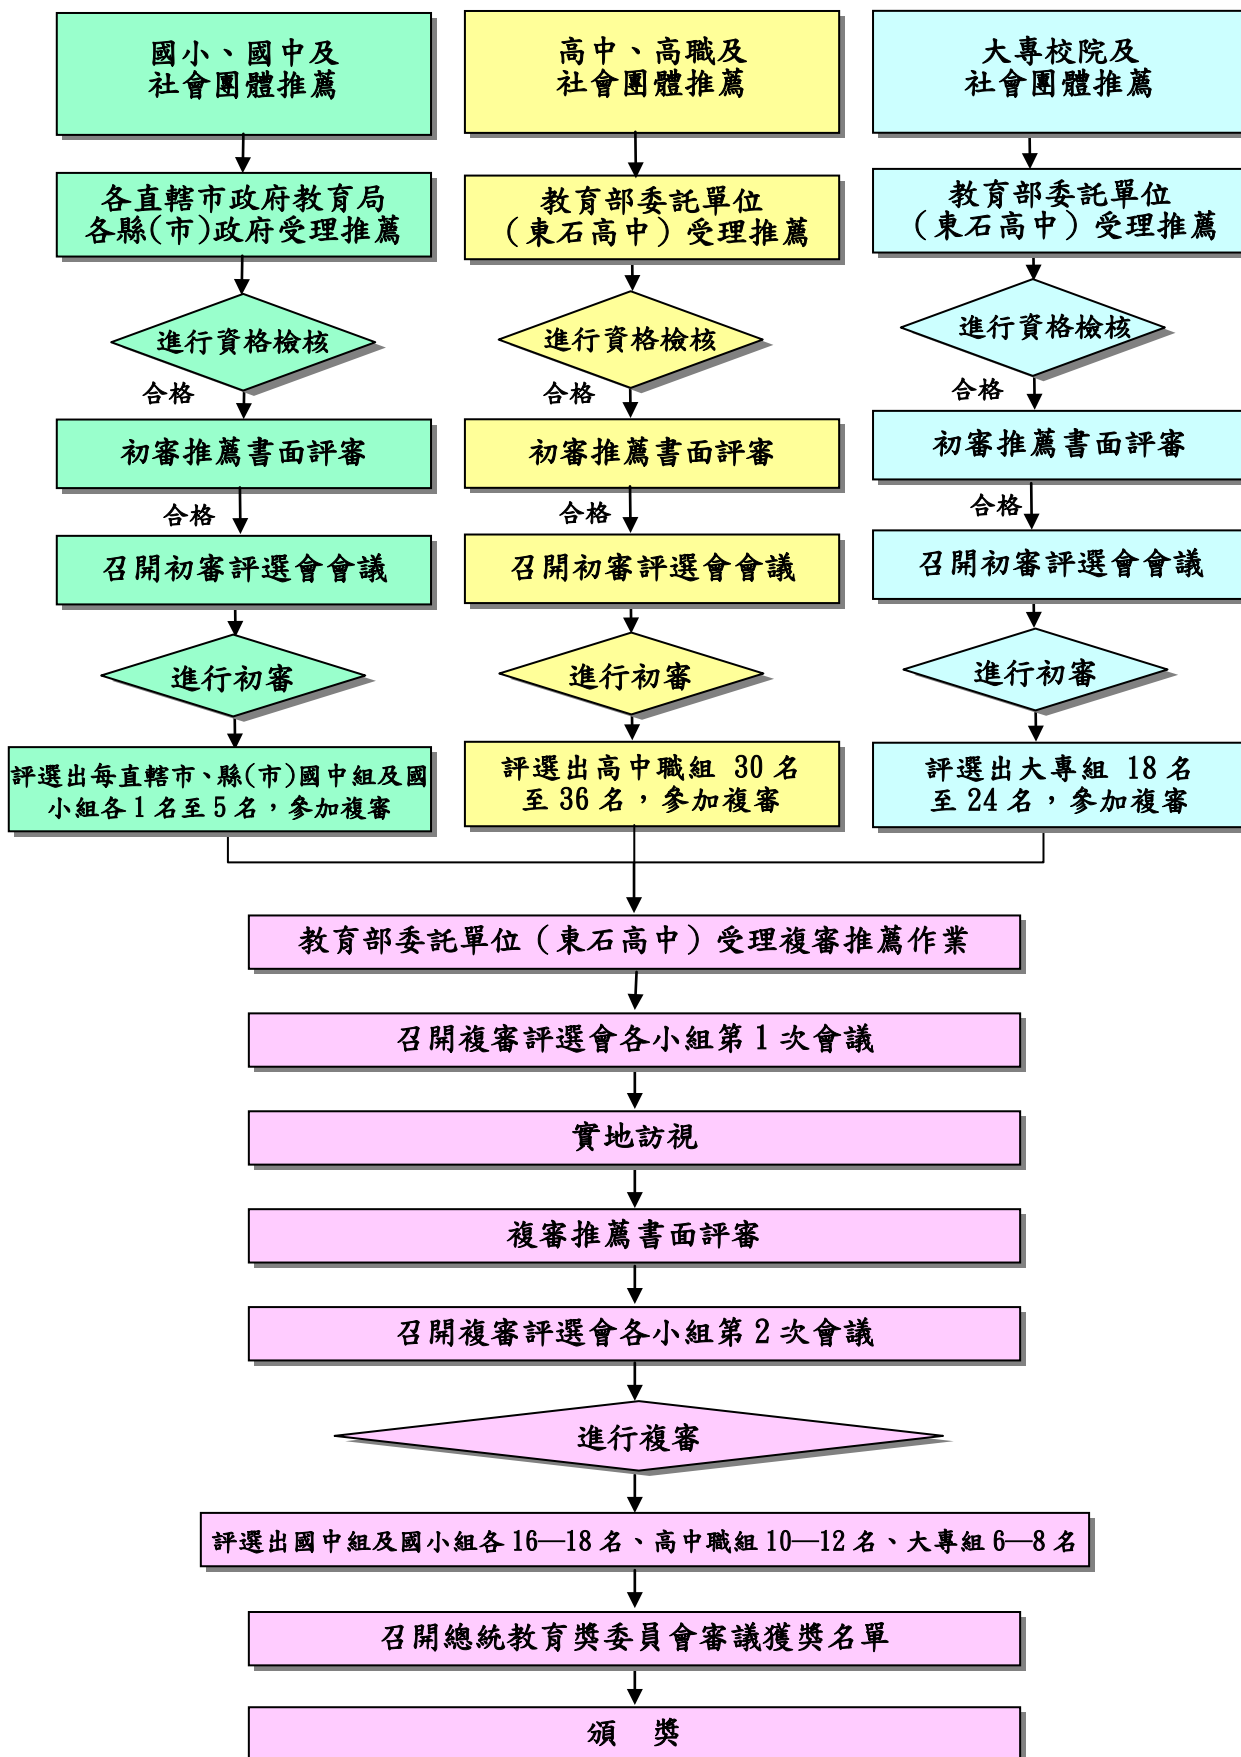 國小、國中及
社會團體推薦
各直轄市政府教育局
各縣(市)政府受理推薦
進行資格檢核
合格
初審推薦書面評審
合格
召開初審評選會會議
進行初審
評選出每直轄市、縣(市)國中組及國
小組各1名至5名，參加複審
高中、高職及
社會團體推薦
教育部委託單位
（東石高中）受理推薦
進行資格檢核
合格
初審推薦書面評審
合格
召開初審評選會會議
進行初審
評選出高中職組 30 名
至 36 名，參加複審
大專校院及
社會團體推薦
教育部委託單位
（東石高中）受理推薦
進行資格檢核
合格
初審推薦書面評審
合格
召開初審評選會會議
進行初審
評選出大專組 18 名
至 24 名，參加複審
教育部委託單位（東石高中）受理複審推薦作業
召開複審評選會各小組第1次會議
實地訪視
複審推薦書面評審
召開複審評選會各小組第2次會議
進行複審
評選出國中組及國小組各16—18名、高中職組10—12名、大專組6—8名
召開總統教育獎委員會審議獲獎名單
頒 獎